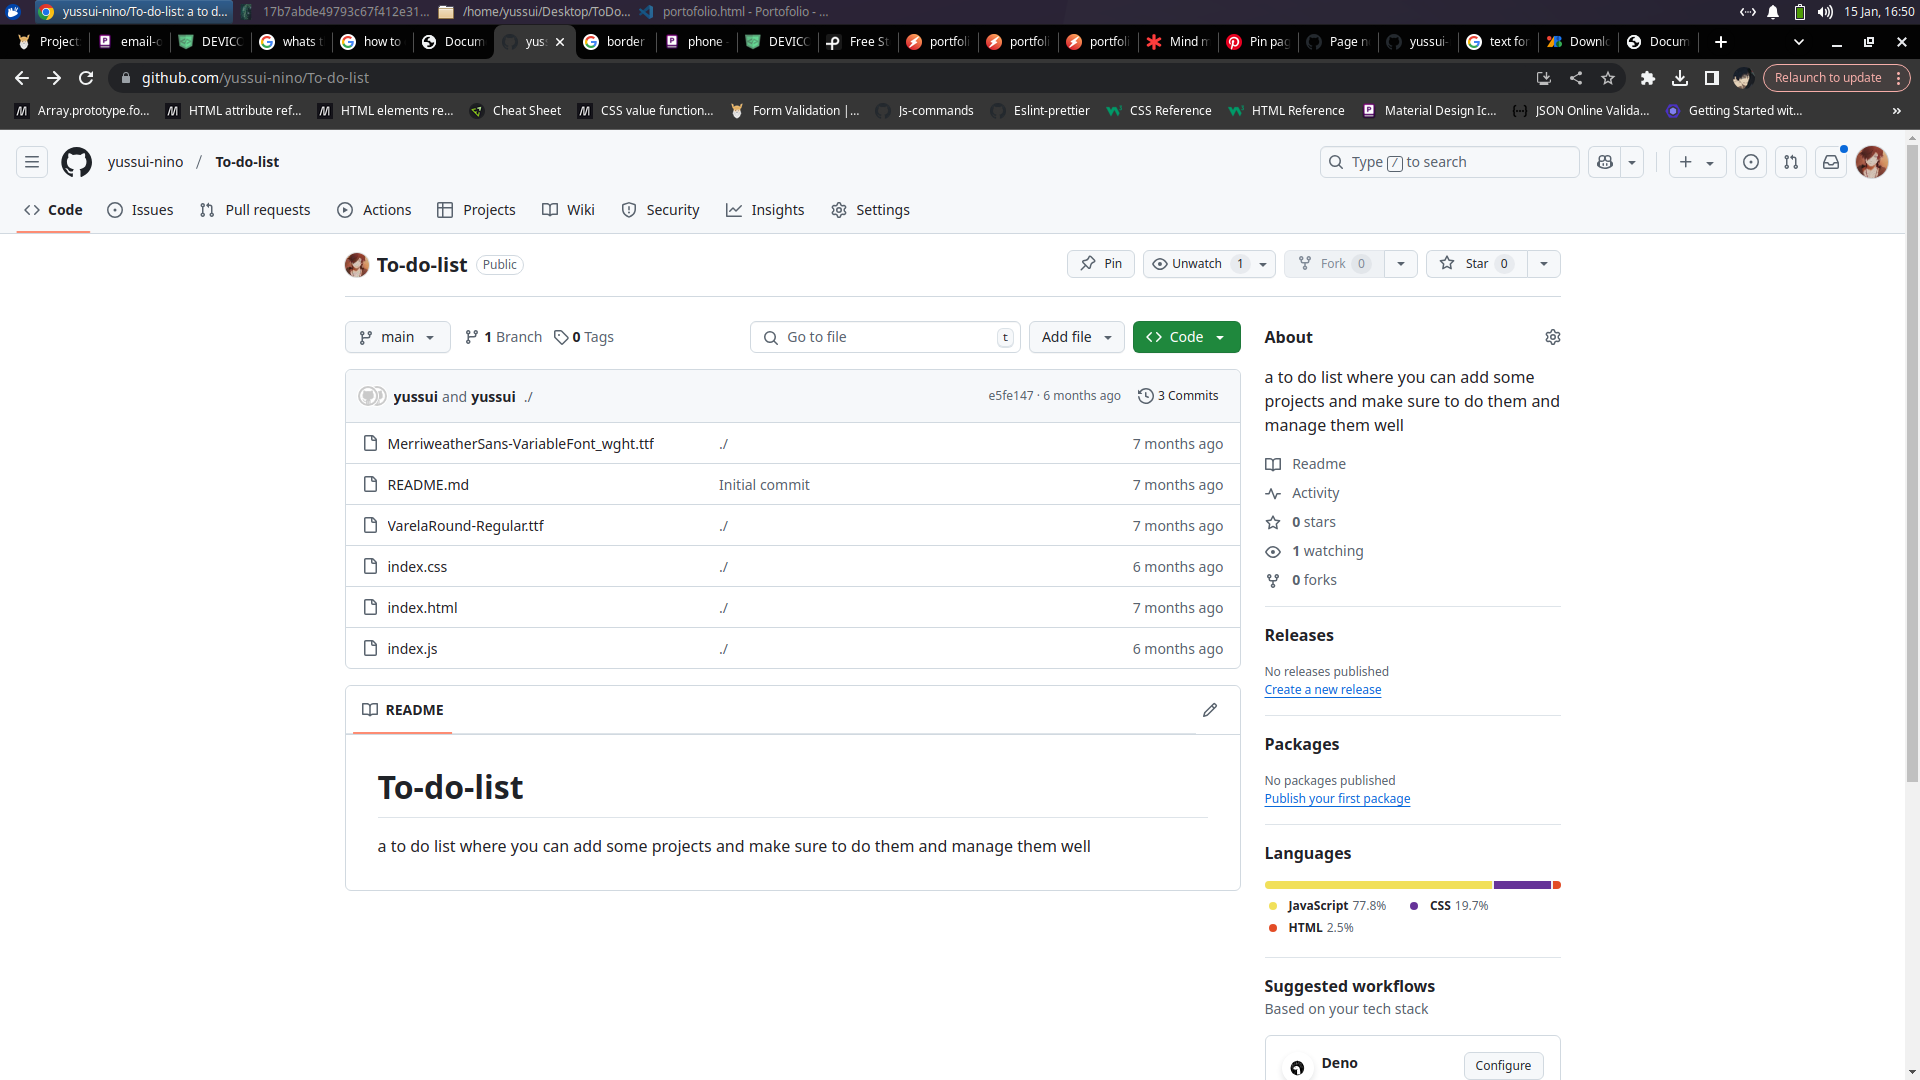 yussui-nino/To-do-list: a to d... 17b7abde49793c67f412e31... /home/yussui/Desktop/ToDo... portofolio.html - Portofolio - ... 15 Jan, 16:50
Project email-o DEVICO whats t how to Docum yus border phone- DEVICO Free St portfoli portfoli portfoli Mind m Pin pag Page n yussui- text for Downlo Docum
github.com/yussui-nino/To-do-list Relaunch to update
Array.prototype.fo... HTML attribute ref... HTML elements re... Cheat Sheet CSS value function... Form Validation |... Js-commands Eslint-prettier CSS Reference HTML Reference Material Design Ic... JSON Online Valida... Getting Started wit... »
yussui-nino / To-do-list Type / to search
Code Issues Pull requests Actions Projects Wiki Security Insights Settings
To-do-list Public Pin Unwatch 1 Fork 0 Star 0
main 1 Branch 0 Tags Go to file t Add file Code
yussui and yussui ./ e5fe147 · 6 months ago 3 Commits
MerriweatherSans-VariableFont_wght.ttf ./ 7 months ago
README.md Initial commit 7 months ago
VarelaRound-Regular.ttf ./ 7 months ago
index.css ./ 6 months ago
index.html ./ 7 months ago
index.js ./ 6 months ago
README
To-do-list
a to do list where you can add some projects and make sure to do them and manage them well
About
a to do list where you can add some
projects and make sure to do them and
manage them well
Readme
Activity
0 stars
1 watching
0 forks
Releases
No releases published
Create a new release
Packages
No packages published
Publish your first package
Languages
JavaScript 77.8% CSS 19.7%
HTML 2.5%
Suggested workflows
Based on your tech stack
Deno Configure